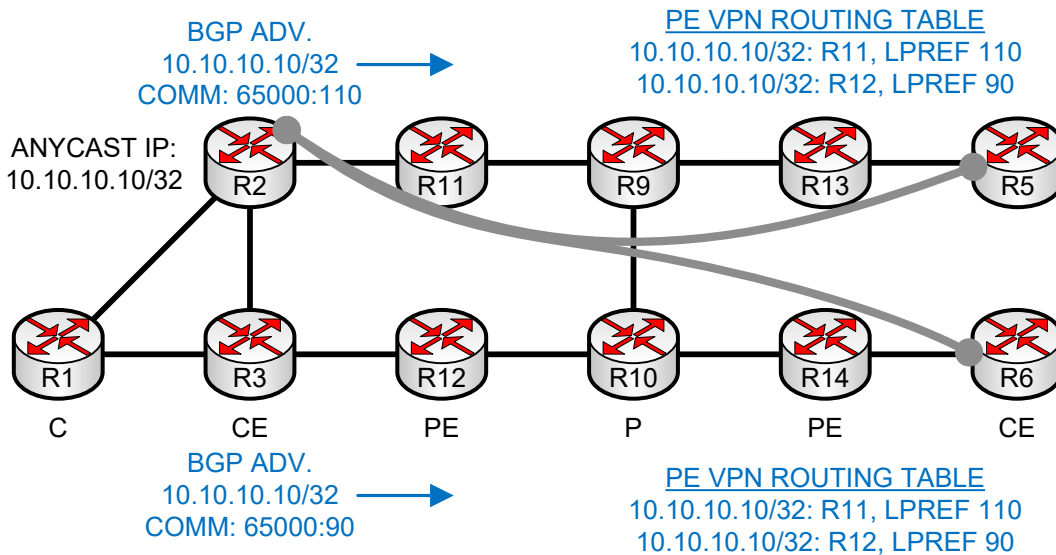 BGP ADV.
10.10.10.10/32
COMM: 65000:110
PE VPN ROUTING TABLE
10.10.10.10/32: R11, LPREF 110
10.10.10.10/32: R12, LPREF 90
ANYCAST IP:
10.10.10.10/32
R2
R11
R9
R13
R5
R1
R3
R12
R10
R14
R6
C
CE
PE
P
PE
CE
BGP ADV.
10.10.10.10/32
COMM: 65000:90
PE VPN ROUTING TABLE
10.10.10.10/32: R11, LPREF 110
10.10.10.10/32: R12, LPREF 90